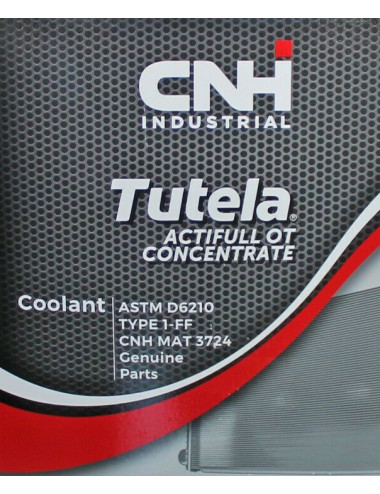 CNH
INDUSTRIAL
Tutela®
ACTIFULL OT
CONCENTRATE
Coolant
ASTM D6210
TYPE 1-FF
CNH MAT 3724
Genuine
Parts